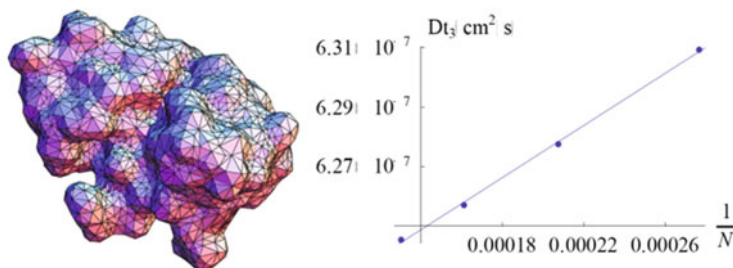 Dt₃| cm²| s|
6.31| 10⁻⁷
6.29| 10⁻⁷
6.27| 10⁻⁷
0.00018 0.00022 0.00026
1/N